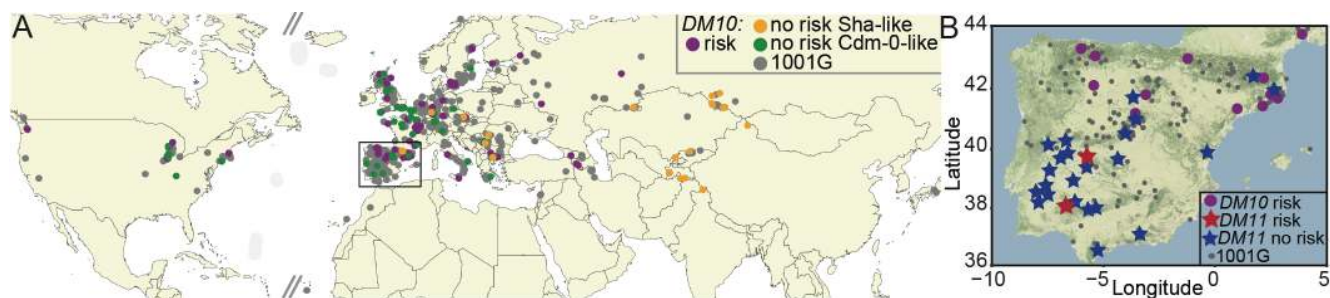 A
DM10: no risk Sha-like
risk no risk Cdm-0-like
1001G
B
44
42
40
38
36
Latitude
DM10 risk
DM11 risk
DM11 no risk
1001G
−10 −5 0 5
Longitude